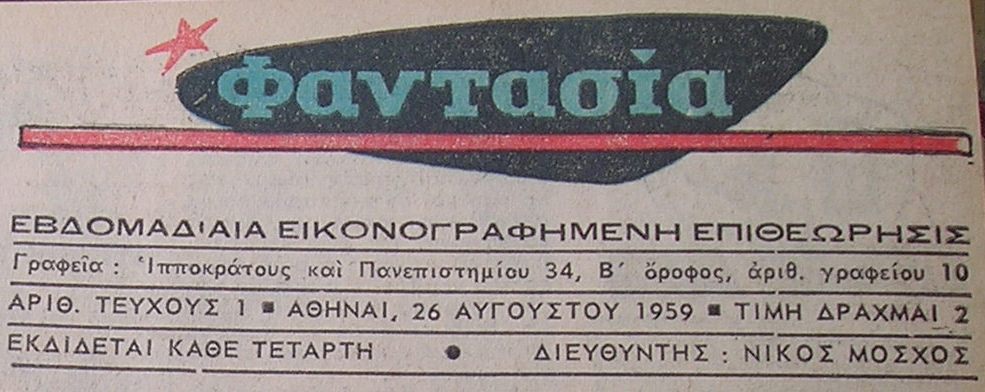 Φαντασία
ΕΒΔΟΜΑΔΙΑΙΑ ΕΙΚΟΝΟΓΡΑΦΗΜΕΝΗ ΕΠΙΘΕΩΡΗΣΙΣ
Γραφεῖα : Ἱπποκράτους καὶ Πανεπιστημίου 34, Β΄ ὄροφος, ἀριθ. γραφείου 10
ΑΡΙΘ. ΤΕΥΧΟΥΣ 1 ■ ΑΘΗΝΑΙ, 26 ΑΥΓΟΥΣΤΟΥ 1959 ■ ΤΙΜΗ ΔΡΑΧΜΑΙ 2
ΕΚΔΙΔΕΤΑΙ ΚΑΘΕ ΤΕΤΑΡΤΗ ● ΔΙΕΥΘΥΝΤΗΣ : ΝΙΚΟΣ ΜΟΣΧΟΣ